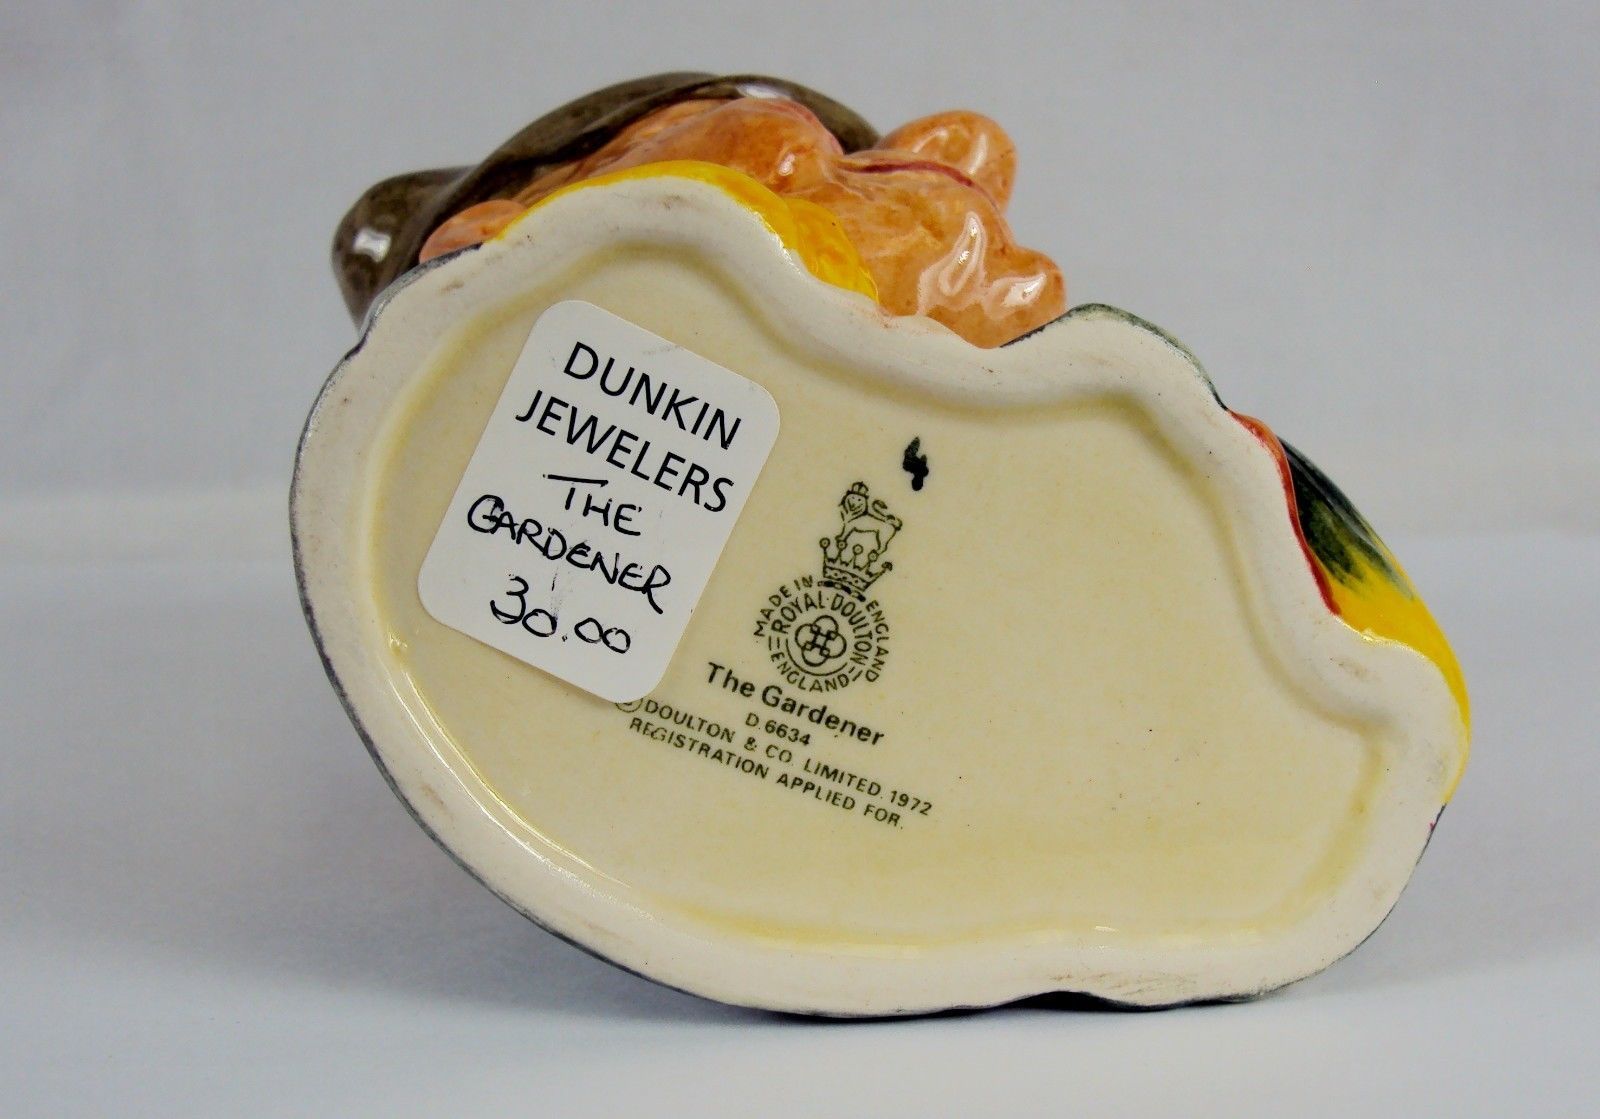 DUNKIN
JEWELERS
THE
GARDENER
30.00
4
MADE IN ENGLAND
ROYAL DOULTON
ENGLAND
The Gardener
D.6634
© DOULTON & CO. LIMITED. 1972
REGISTRATION APPLIED FOR.